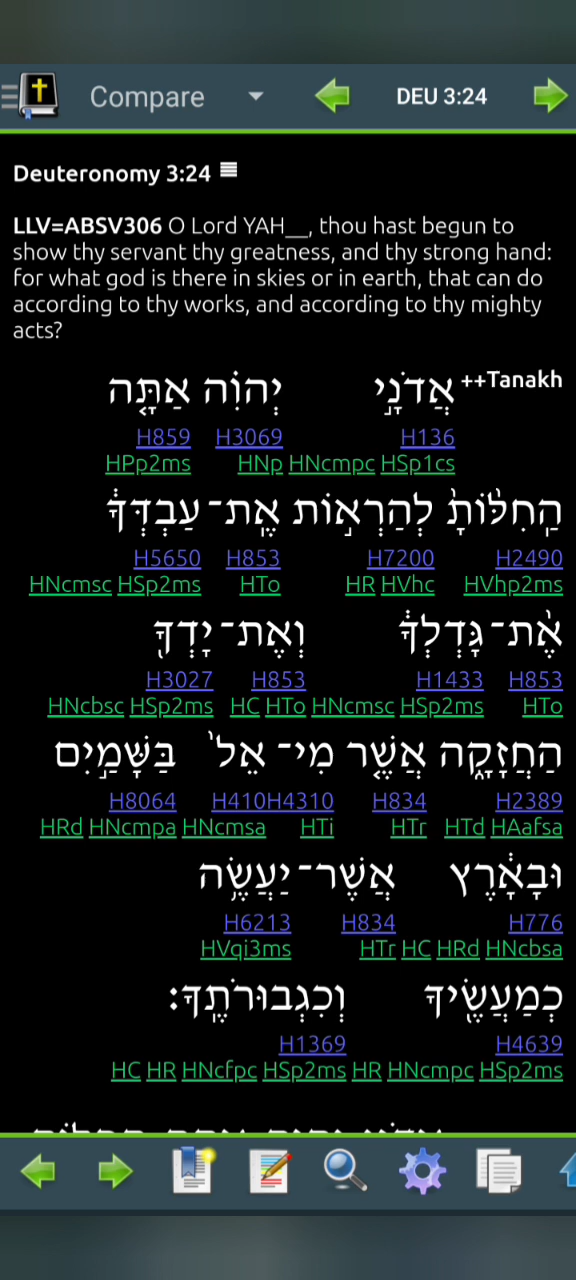 Compare
DEU 3:24
Deuteronomy 3:24
LLV=ABSV306 O Lord YAH__, thou hast begun to
show thy servant thy greatness, and thy strong hand:
for what god is there in skies or in earth, that can do
according to thy works, and according to thy mighty
acts?
++Tanakh אֲדֹנָ֣י יְהוִ֗ה אַתָּ֤ה
H136 H3069 H859
HNcmpc HSp1cs HNp HPp2ms
הַֽחִלּ֙וֹתָ֙ לְהַרְא֣וֹת אֶֽת־ עַבְדְּךָ֔
H2490 H7200 H853 H5650
HVhp2ms HR HVhc HTo HNcmsc HSp2ms
אֶ֨ת־ גָּדְלְךָ֔ וְאֶת־ יָדְךָ֖
H853 H1433 H853 H3027
HTo HNcmsc HSp2ms HC HTo HNcbsc HSp2ms
הַחֲזָקָ֑ה אֲשֶׁ֤ר מִי־ אֵל֙ בַּשָּׁמַ֣יִם
H2389 H834 H4310 H410 H8064
HTd HAafsa HTr HTi HNcmsa HRd HNcmpa
וּבָאָ֔רֶץ אֲשֶׁר־ יַעֲשֶׂ֥ה
H776 H834 H6213
HC HRd HNcbsa HTr HVqi3ms
כְמַעֲשֶׂ֖יךָ וְכִגְבוּרֹתֶֽךָ׃
H4639 H1369
HR HNcmpc HSp2ms HC HR HNcfpc HSp2ms